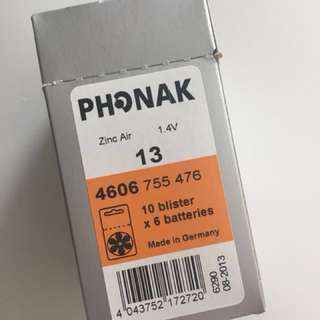 PHONAK
Zinc Air 1.4V
13
4606 755 476
10 blister
x 6 batteries
Made in Germany
4 043752 172720
6290
08-2013